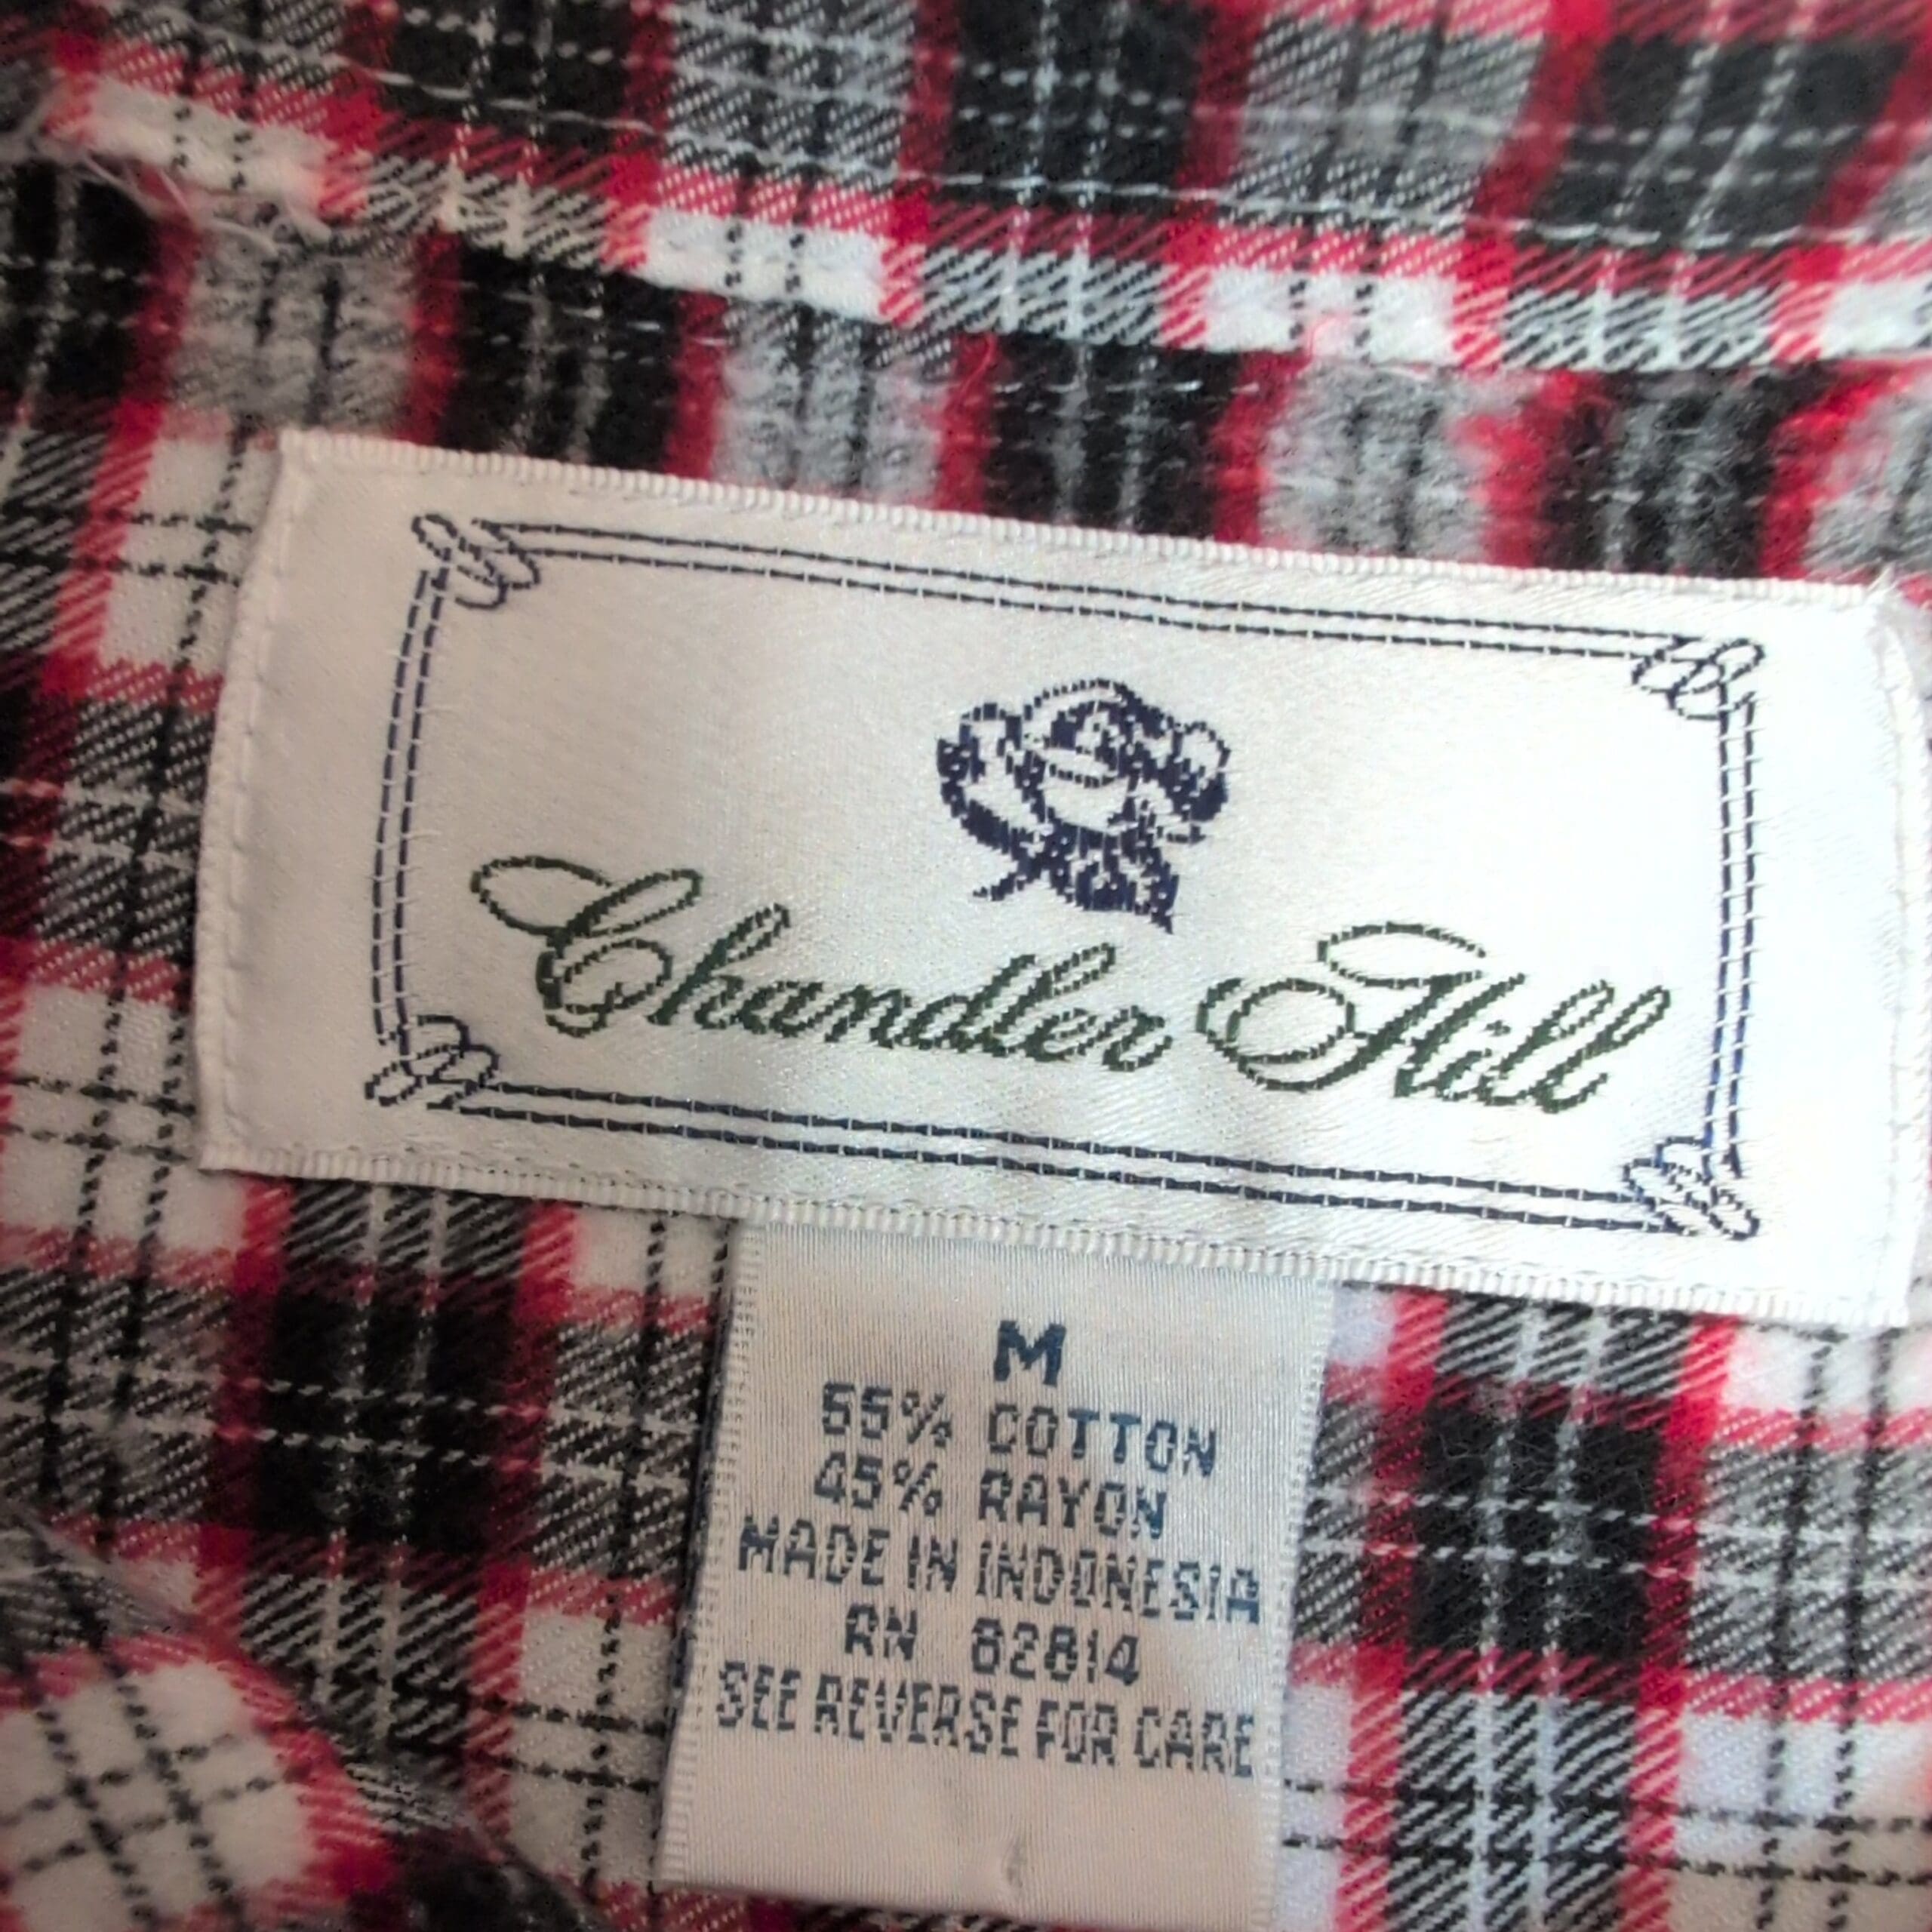 Chandler Hill
M
55% COTTON
45% RAYON
MADE IN INDONESIA
RN 82814
SEE REVERSE FOR CARE